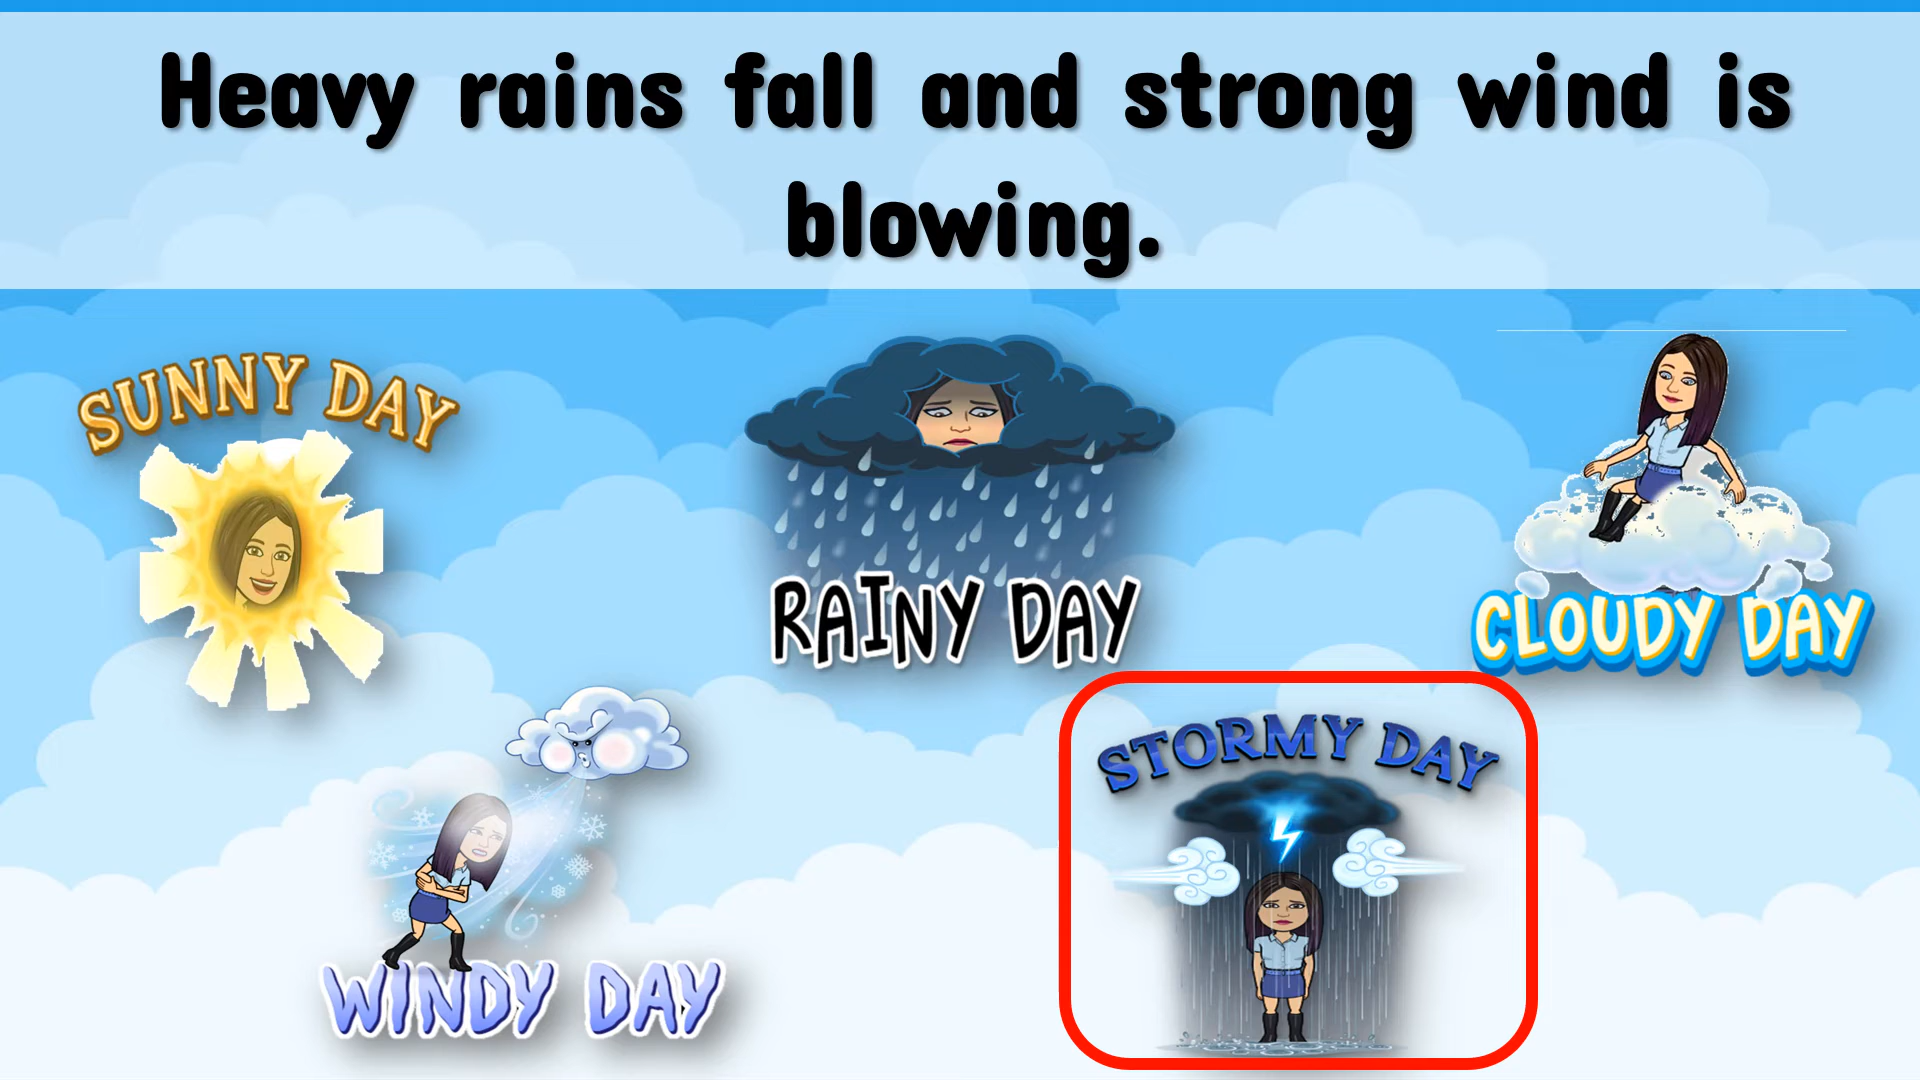 Heavy rains fall and strong wind is
blowing.
SUNNY DAY
RAINY DAY
CLOUDY DAY
WINDY DAY
STORMY DAY